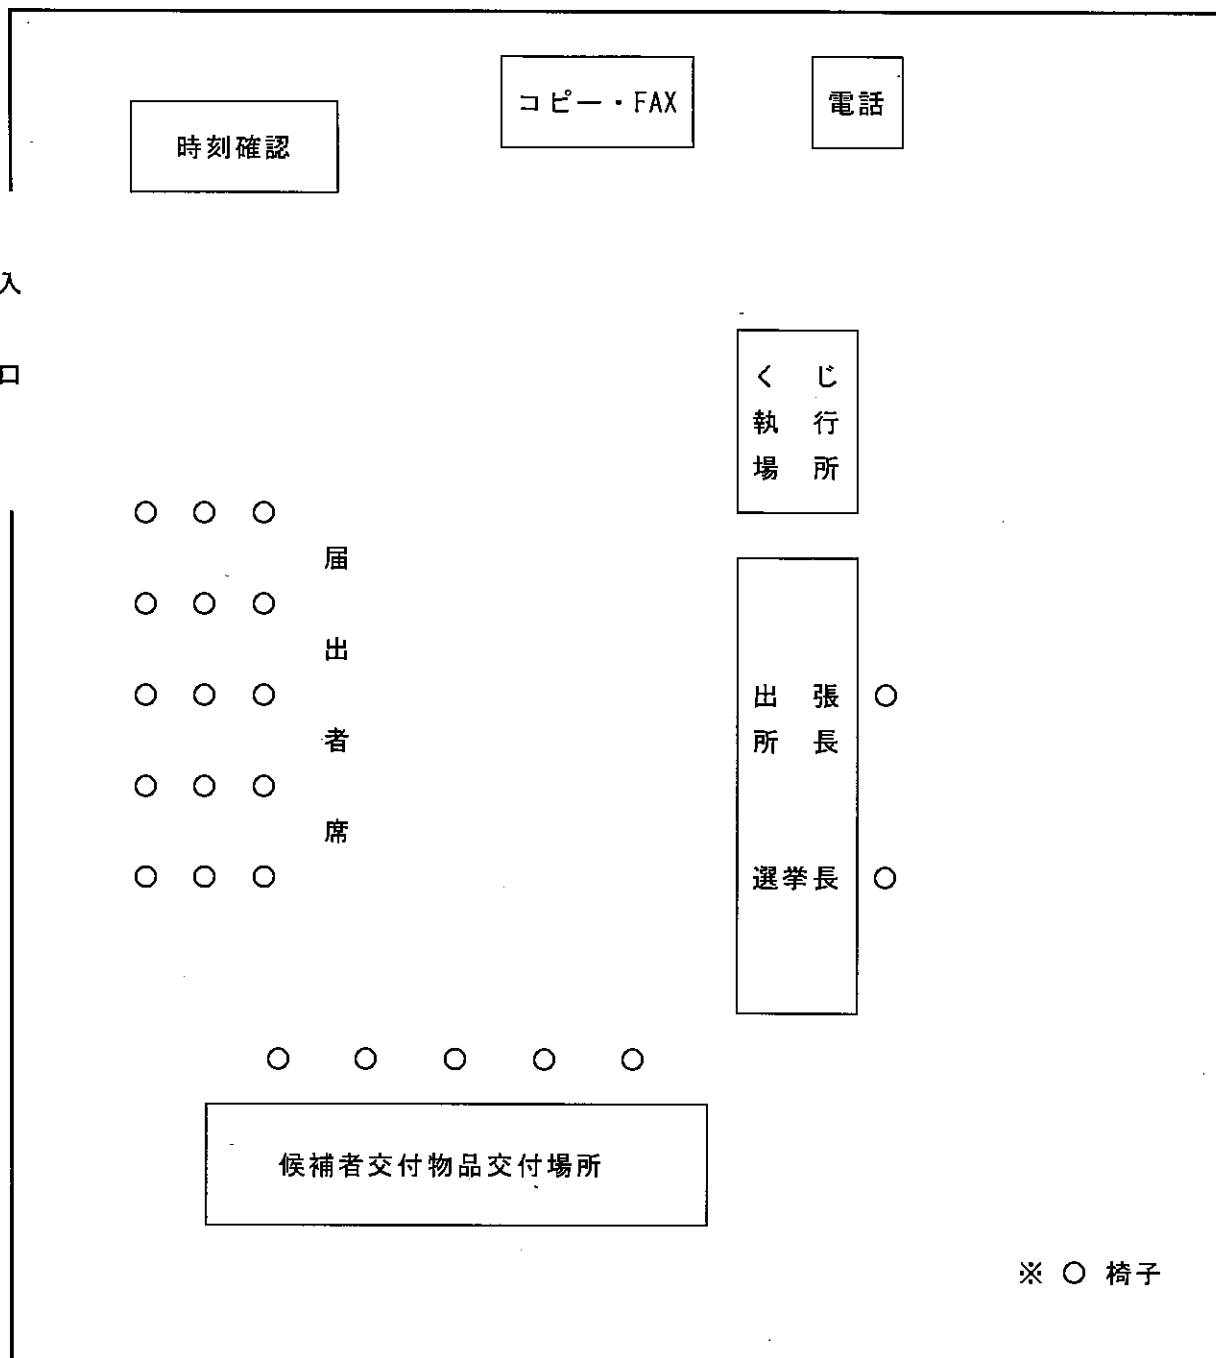 コピー・FAX
電話
時刻確認
入
口
くじ
執行
場所
届
出
者
席
出張
所長
選挙長
候補者交付物品交付場所
※ ○ 椅子